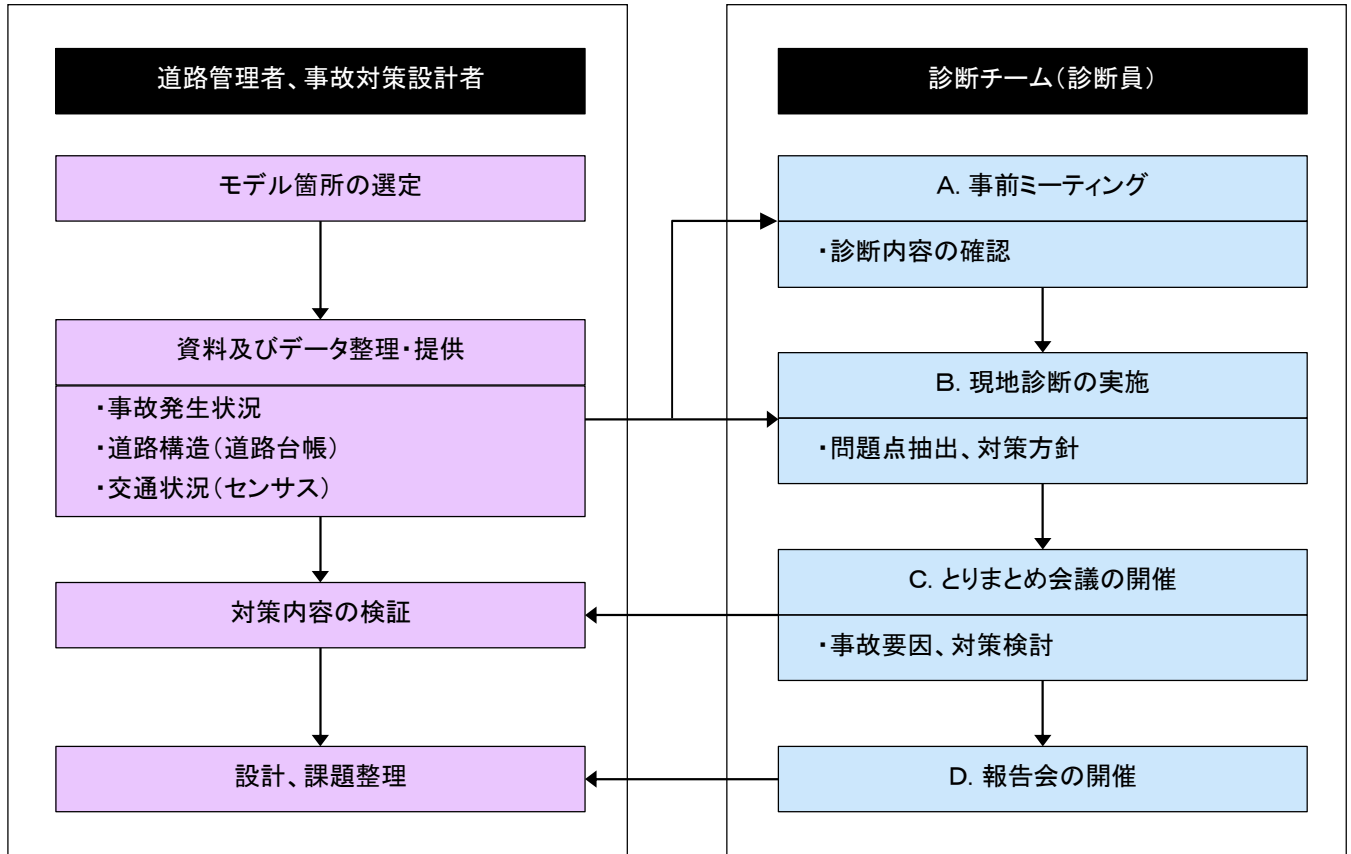 道路管理者、事故対策設計者
モデル箇所の選定
資料及びデータ整理・提供
・事故発生状況
・道路構造(道路台帳)
・交通状況(センサス)
対策内容の検証
設計、課題整理
診断チーム(診断員)
A. 事前ミーティング
・診断内容の確認
B. 現地診断の実施
・問題点抽出、対策方針
C. とりまとめ会議の開催
・事故要因、対策検討
D. 報告会の開催